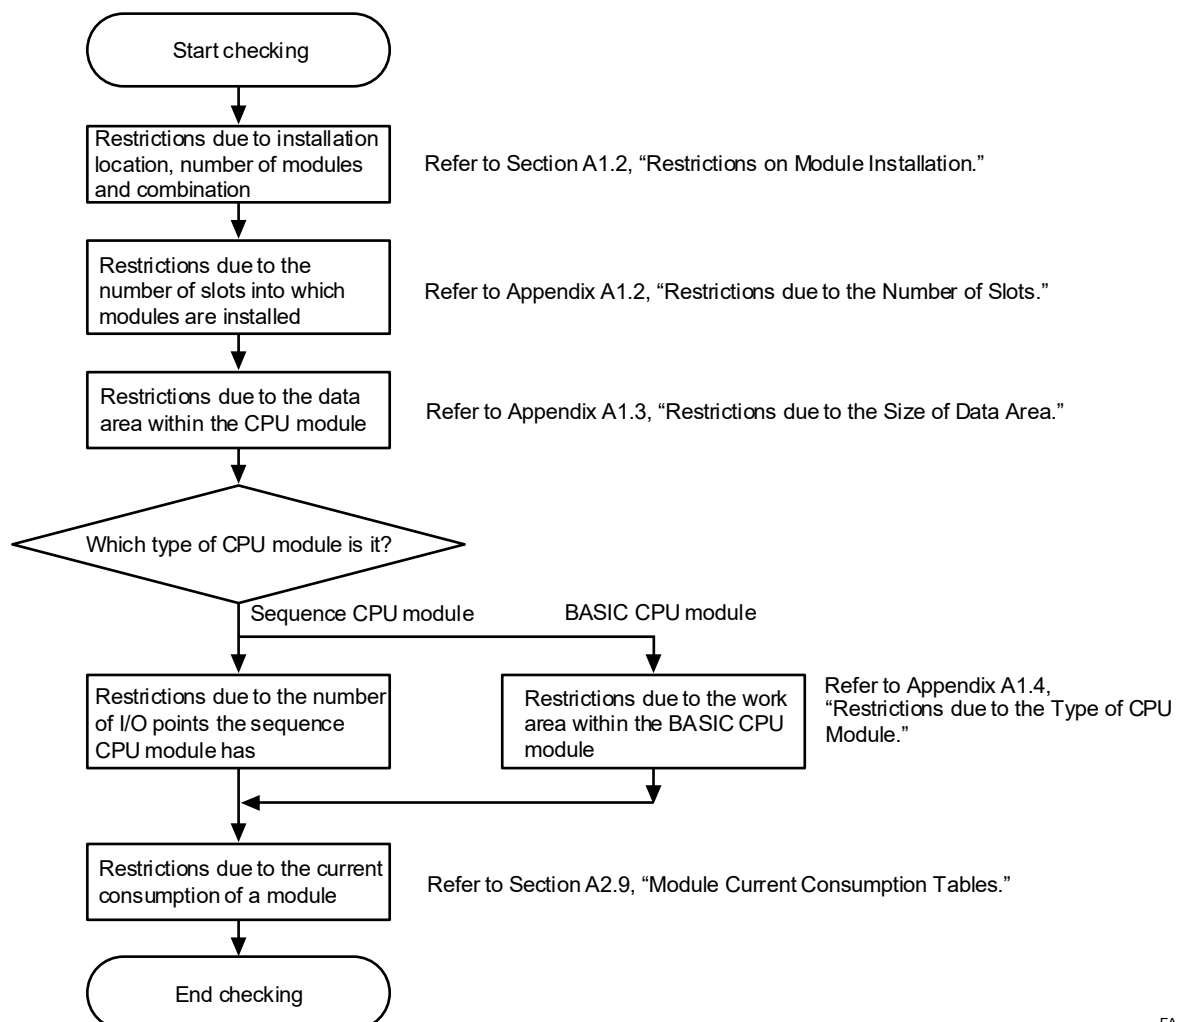 Start checking
Restrictions due to installation
location, number of modules
and combination
Refer to Section A1.2, “Restrictions on Module Installation.”
Restrictions due to the
number of slots into which
modules are installed
Refer to Appendix A1.2, “Restrictions due to the Number of Slots.”
Restrictions due to the data
area within the CPU module
Refer to Appendix A1.3, “Restrictions due to the Size of Data Area.”
Which type of CPU module is it?
Sequence CPU module
BASIC CPU module
Restrictions due to the number
of I/O points the sequence
CPU module has
Restrictions due to the work
area within the BASIC CPU
module
Refer to Appendix A1.4,
“Restrictions due to the Type of CPU
Module.”
Restrictions due to the current
consumption of a module
Refer to Section A2.9, “Module Current Consumption Tables.”
End checking